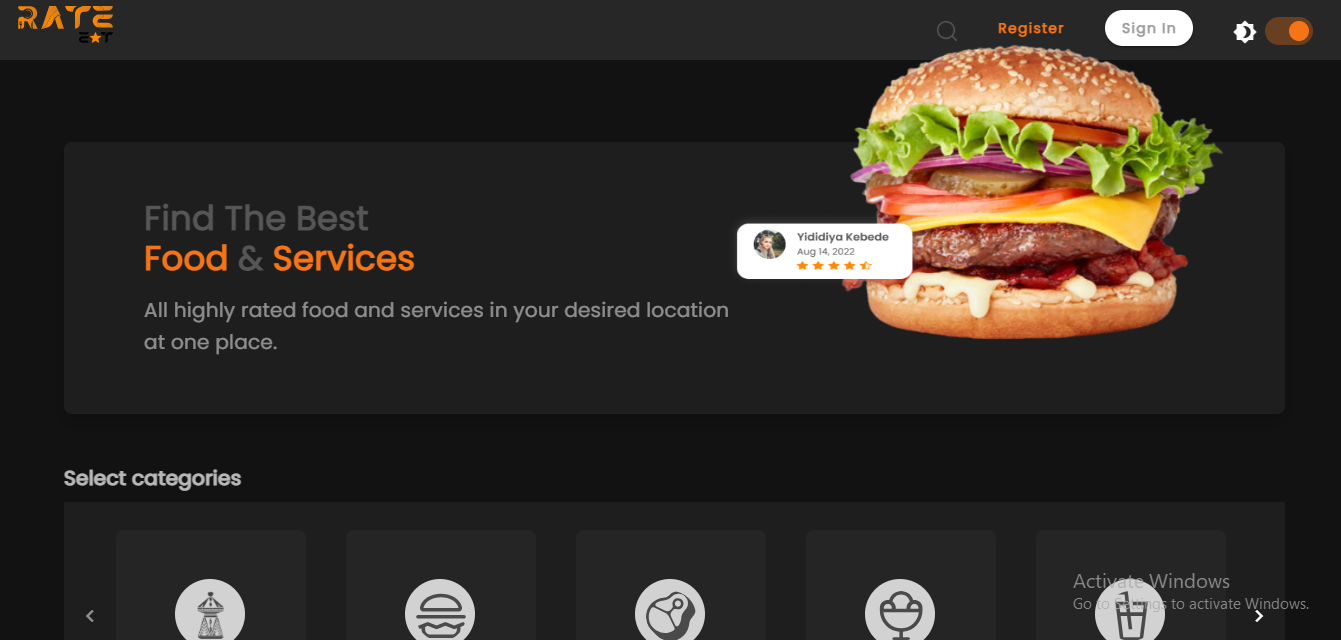 RATE
EAT
Register
Sign In
Find The Best
Food & Services
All highly rated food and services in your desired location
at one place.
Yididiya Kebede
Aug 14, 2022
Select categories
Activate Windows
Go to Settings to activate Windows.